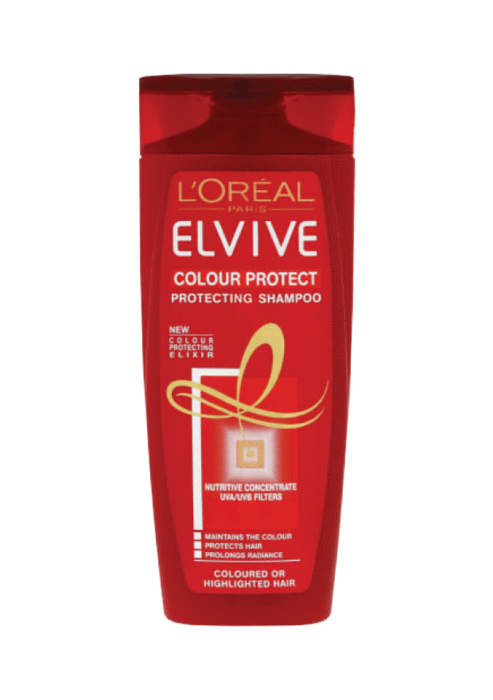 L'ORÉAL
PARIS
ELVIVE
COLOUR PROTECT
PROTECTING SHAMPOO
NEW
COLOUR
PROTECTING
ELIXIR
NUTRITIVE CONCENTRATE
UVA/UVB FILTERS
MAINTAINS THE COLOUR
PROTECTS HAIR
PROLONGS RADIANCE
COLOURED OR
HIGHLIGHTED HAIR